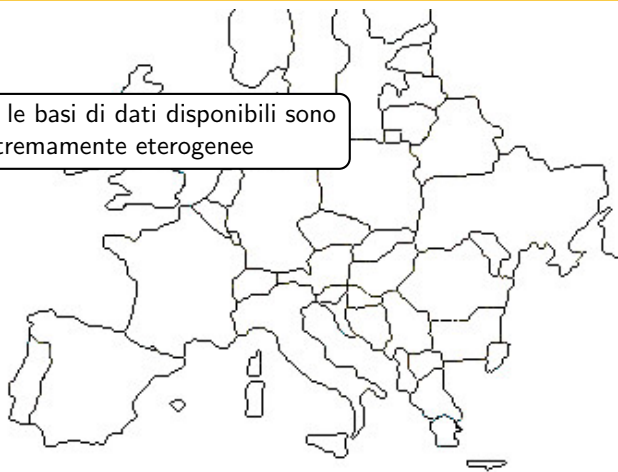 le basi di dati disponibili sono
tremamente eterogenee